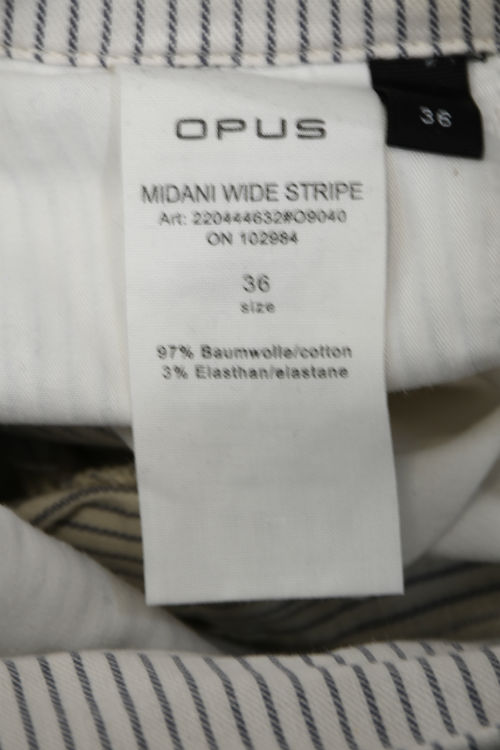 OPUS
36
MIDANI WIDE STRIPE
Art: 220444632#O9040
ON 102984
36
size
97% Baumwolle/cotton
3% Elasthan/elastane